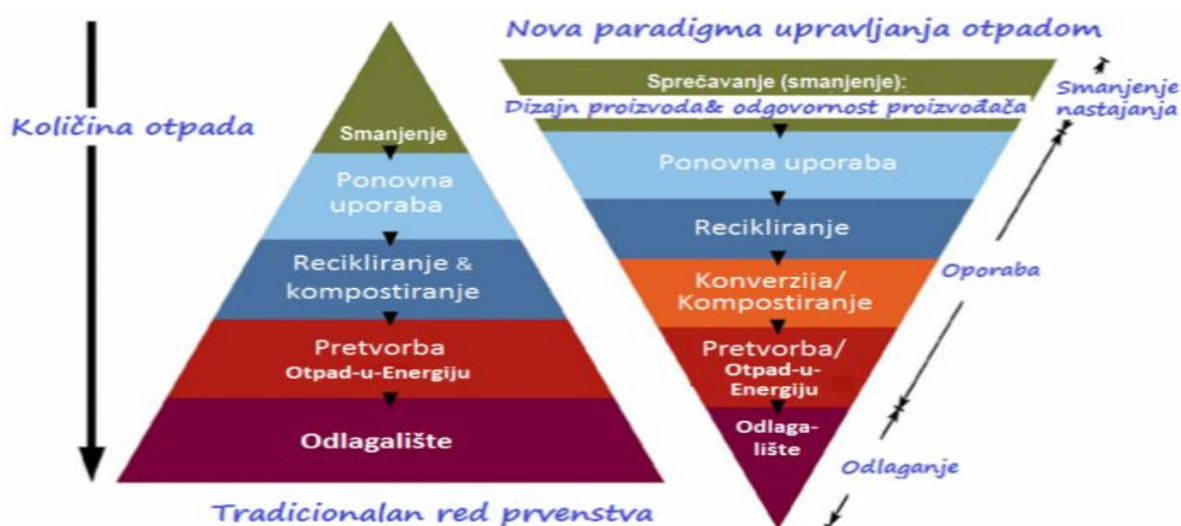 Nova paradigma upravljanja otpadom
Količina otpada
Smanjenje
Ponovna
uporaba
Recikliranje &
kompostiranje
Pretvorba
Otpad-u-Energiju
Odlagalište
Tradicionalan red prvenstva
Sprečavanje (smanjenje):
Dizajn proizvoda& odgovornost proizvođača
Ponovna uporaba
Recikliranje
Konverzija/
Kompostiranje
Pretvorba/
Otpad-u-
Energiju
Odlaga-
lište
Smanjenje
nastajanja
Oporaba
Odlaganje